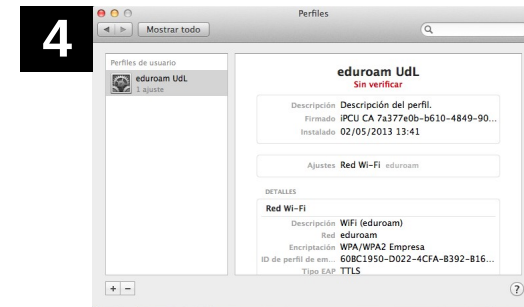 4
Perfiles
Mostrar todo
Perfiles de usuario
eduroam UdL
1 ajuste
eduroam UdL
Sin verificar
Descripción Descripción del perfil.
Firmado iPCU CA 7a377e0b-b610-4849-90...
Instalado 02/05/2013 13:41
Ajustes Red Wi-Fi eduroam
DETALLES
Red Wi-Fi
Descripción WiFi (eduroam)
Red eduroam
Encriptación WPA/WPA2 Empresa
ID de perfil de em... 60BC1950-D022-4CFA-B392-B16...
Tipo EAP TTLS
+ −
?